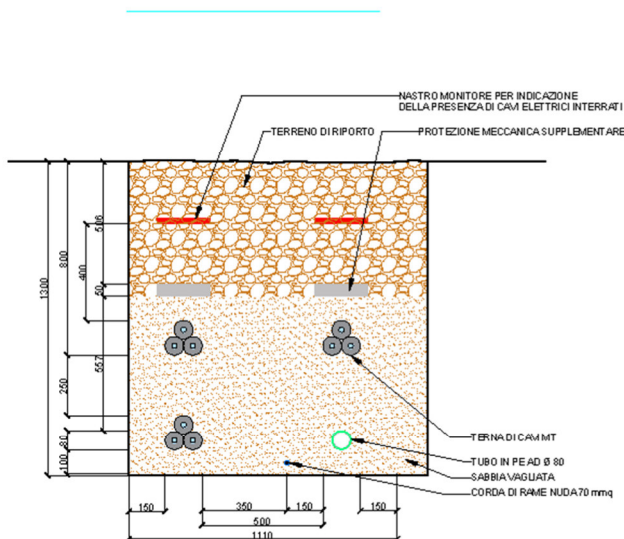 NASTRO MONITORE PER INDICAZIONE
DELLA PRESENZA DI CAVI ELETTRICI INTERRATI
TERRENO DI RIPORTO
PROTEZIONE MECCANICA SUPPLEMENTARE
506
800
400
1300
50
557
250
80
100
TERNA DI CAVI MT
TUBO IN PEAD Ø 80
SABBIA VAGLIATA
CORDA DI RAME NUDA 70 mmq
150
350
150
150
500
1110